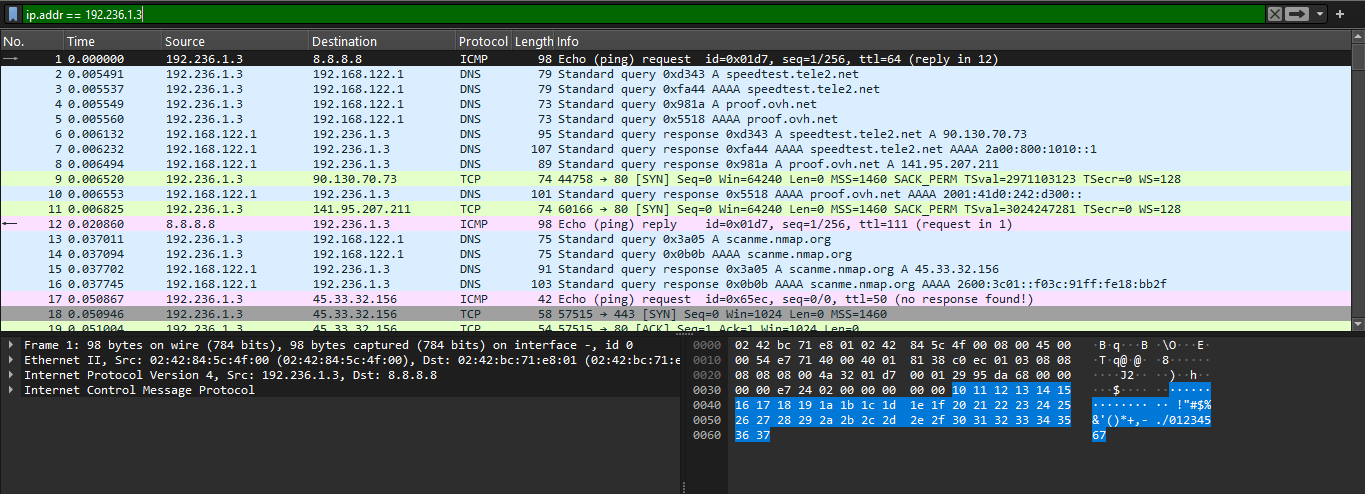 ip.addr == 192.236.1.3
No. Time Source Destination Protocol Length Info
1 0.000000 192.236.1.3 8.8.8.8 ICMP 98 Echo (ping) request id=0x01d7, seq=1/256, ttl=64 (reply in 12)
2 0.005491 192.236.1.3 192.168.122.1 DNS 79 Standard query 0xd343 A speedtest.tele2.net
3 0.005537 192.236.1.3 192.168.122.1 DNS 79 Standard query 0xfa44 AAAA speedtest.tele2.net
4 0.005549 192.236.1.3 192.168.122.1 DNS 73 Standard query 0x981a A proof.ovh.net
5 0.005560 192.236.1.3 192.168.122.1 DNS 73 Standard query 0x5518 AAAA proof.ovh.net
6 0.006132 192.168.122.1 192.236.1.3 DNS 95 Standard query response 0xd343 A speedtest.tele2.net A 90.130.70.73
7 0.006232 192.168.122.1 192.236.1.3 DNS 107 Standard query response 0xfa44 AAAA speedtest.tele2.net AAAA 2a00:800:1010::1
8 0.006494 192.168.122.1 192.236.1.3 DNS 89 Standard query response 0x981a A proof.ovh.net A 141.95.207.211
9 0.006520 192.236.1.3 90.130.70.73 TCP 74 44758 → 80 [SYN] Seq=0 Win=64240 Len=0 MSS=1460 SACK_PERM TSval=2971103123 TSecr=0 WS=128
10 0.006553 192.168.122.1 192.236.1.3 DNS 101 Standard query response 0x5518 AAAA proof.ovh.net AAAA 2001:41d0:242:d300::
11 0.006825 192.236.1.3 141.95.207.211 TCP 74 60166 → 80 [SYN] Seq=0 Win=64240 Len=0 MSS=1460 SACK_PERM TSval=3024247281 TSecr=0 WS=128
12 0.020860 8.8.8.8 192.236.1.3 ICMP 98 Echo (ping) reply id=0x01d7, seq=1/256, ttl=111 (request in 1)
13 0.037011 192.236.1.3 192.168.122.1 DNS 75 Standard query 0x3a05 A scanme.nmap.org
14 0.037094 192.236.1.3 192.168.122.1 DNS 75 Standard query 0x0b0b AAAA scanme.nmap.org
15 0.037702 192.168.122.1 192.236.1.3 DNS 91 Standard query response 0x3a05 A scanme.nmap.org A 45.33.32.156
16 0.037745 192.168.122.1 192.236.1.3 DNS 103 Standard query response 0x0b0b AAAA scanme.nmap.org AAAA 2600:3c01::f03c:91ff:fe18:bb2f
17 0.050867 192.236.1.3 45.33.32.156 ICMP 42 Echo (ping) request id=0x65ec, seq=0/0, ttl=50 (no response found!)
18 0.050946 192.236.1.3 45.33.32.156 TCP 58 57515 → 443 [SYN] Seq=0 Win=1024 Len=0 MSS=1460
19 0.051004 192.236.1.3 45.33.32.156 TCP 54 57515 → 80 [ACK] Seq=1 Ack=1 Win=1024 Len=0
Frame 1: 98 bytes on wire (784 bits), 98 bytes captured (784 bits) on interface -, id 0
Ethernet II, Src: 02:42:84:5c:4f:00 (02:42:84:5c:4f:00), Dst: 02:42:bc:71:e8:01 (02:42:bc:71:e
Internet Protocol Version 4, Src: 192.236.1.3, Dst: 8.8.8.8
Internet Control Message Protocol
0000 02 42 bc 71 e8 01 02 42 84 5c 4f 00 08 00 45 00 ·B·q···B ·\O···E·
0010 00 54 e7 71 40 00 40 01 81 38 c0 ec 01 03 08 08 ·T·q@·@· ·8······
0020 08 08 08 00 4a 32 01 d7 00 01 29 95 da 68 00 00 ····J2·· ··)··h··
0030 00 00 e7 24 02 00 00 00 00 00 10 11 12 13 14 15 ···$···· ········
0040 16 17 18 19 1a 1b 1c 1d 1e 1f 20 21 22 23 24 25 ········ ·· !"#$%
0050 26 27 28 29 2a 2b 2c 2d 2e 2f 30 31 32 33 34 35 &'()*+,- ./012345
0060 36 37 67